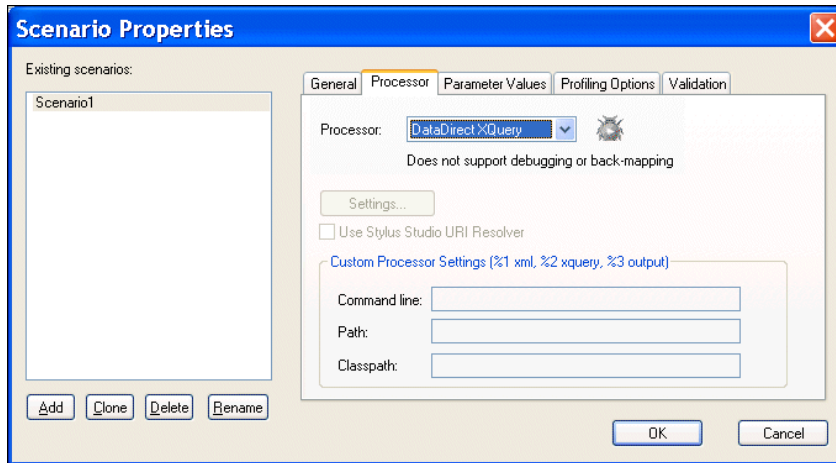 Scenario Properties
Existing scenarios:
Scenario1
Add Clone Delete Rename
General Processor Parameter Values Profiling Options Validation
Processor: DataDirect XQuery
Does not support debugging or back-mapping
Settings...
Use Stylus Studio URI Resolver
Custom Processor Settings (%1 xml, %2 xquery, %3 output)
Command line:
Path:
Classpath:
OK Cancel